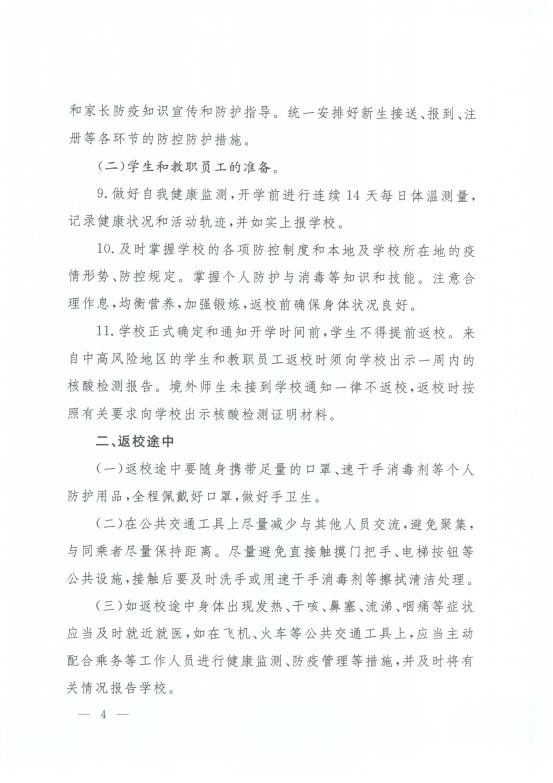 和家长防疫知识宣传和防护指导。统一安排好新生接送、报到、注
册等各环节的防控防护措施。
(二)学生和教职员工的准备。
9.做好自我健康监测,开学前进行连续 14 天每日体温测量,
记录健康状况和活动轨迹,并如实上报学校。
10.及时掌握学校的各项防控制度和本地及学校所在地的疫
情形势、防控规定。掌握个人防护与消毒等知识和技能。注意合
理作息,均衡营养,加强锻炼,返校前确保身体状况良好。
11.学校正式确定和通知开学时间前,学生不得提前返校。来
自中高风险地区的学生和教职员工返校时须向学校出示一周内的
核酸检测报告。境外师生未接到学校通知一律不返校,返校时按
照有关要求向学校出示核酸检测证明材料。
二、返校途中
(一)返校途中要随身携带足量的口罩、速干手消毒剂等个人
防护用品,全程佩戴好口罩,做好手卫生。
(二)在公共交通工具上尽量减少与其他人员交流,避免聚集,
与同乘者尽量保持距离。尽量避免直接触摸门把手、电梯按钮等
公共设施,接触后要及时洗手或用速干手消毒剂等擦拭清洁处理。
(三)如返校途中身体出现发热、干咳、鼻塞、流涕、咽痛等症状
应当及时就近就医,如在飞机、火车等公共交通工具上,应当主动
配合乘务等工作人员进行健康监测、防疫管理等措施,并及时将有
关情况报告学校。
— 4 —